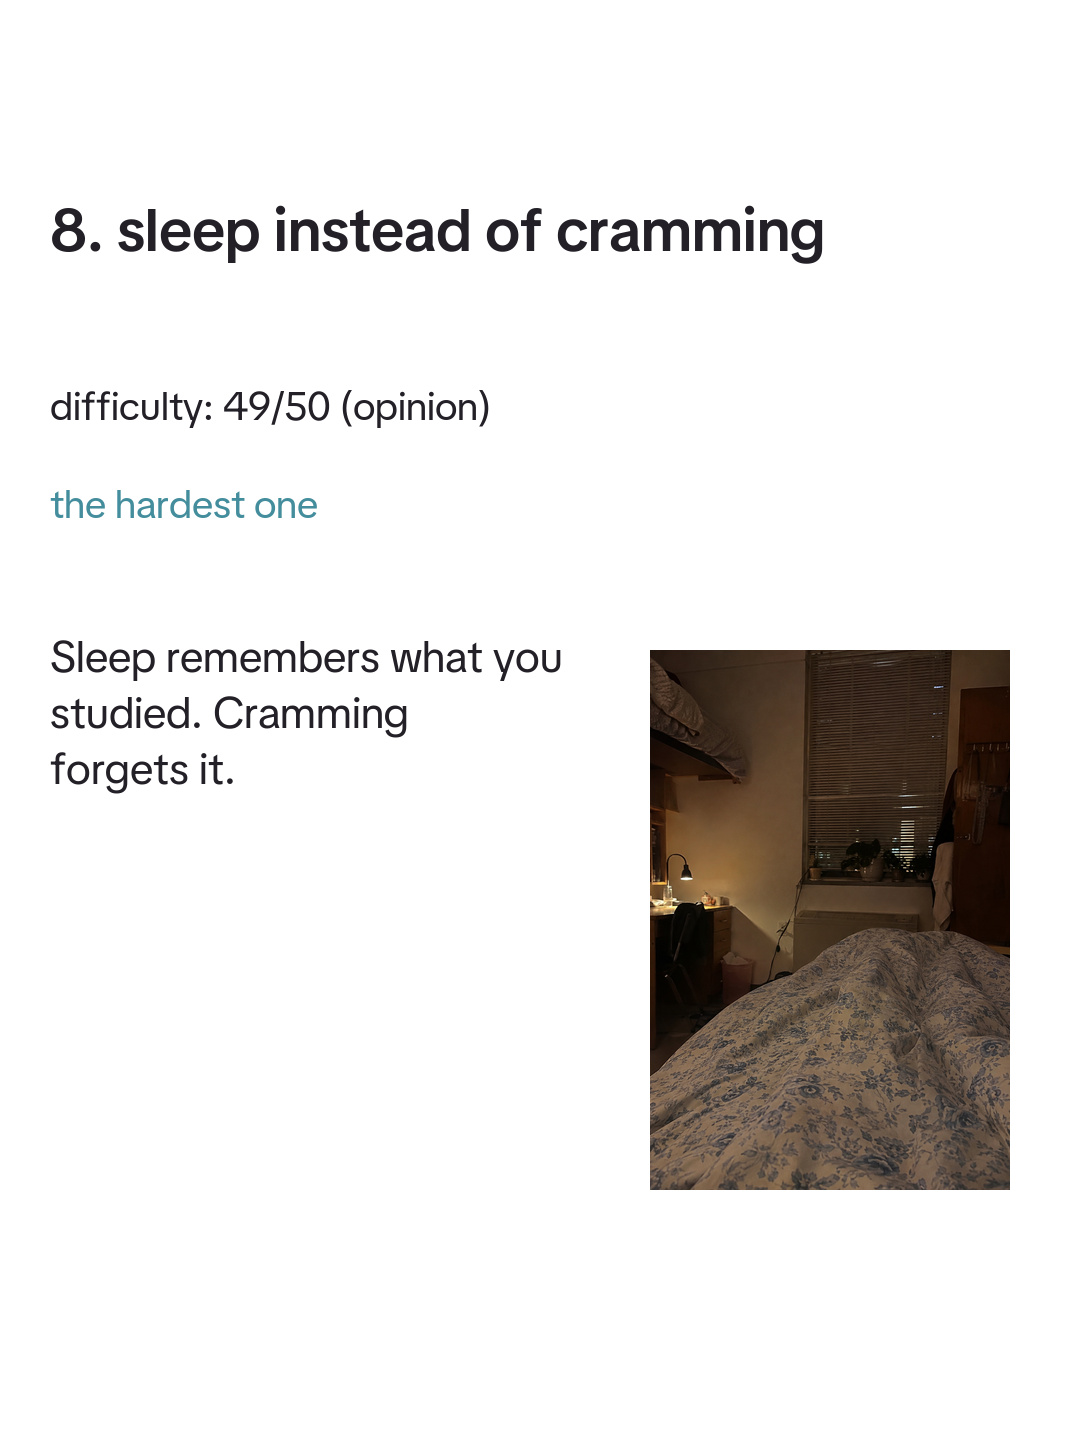 8. sleep instead of cramming
difficulty: 49/50 (opinion)
the hardest one
Sleep remembers what you
studied. Cramming
forgets it.